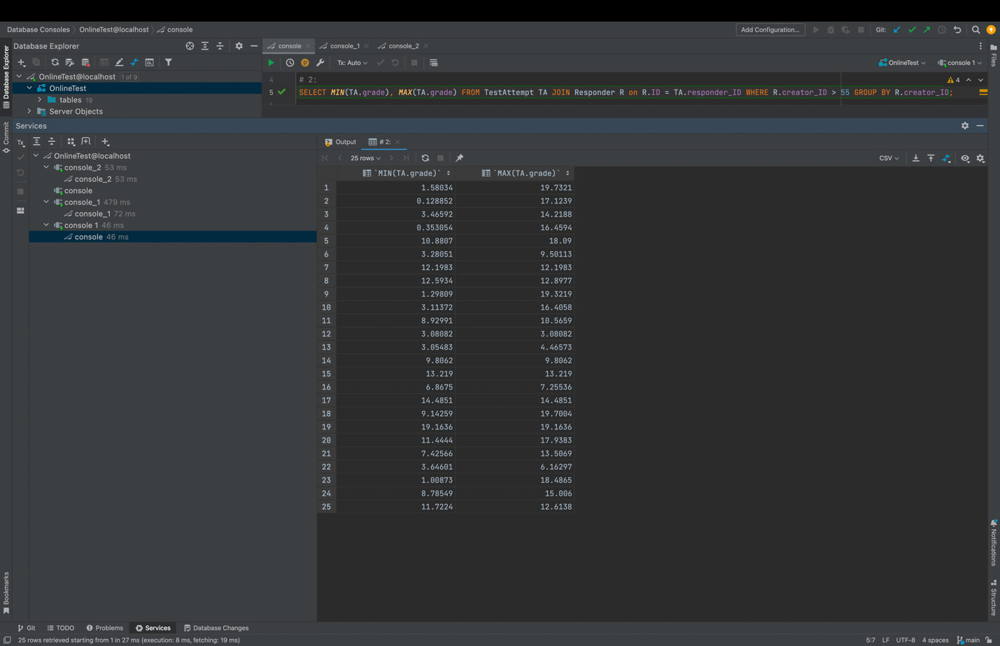 Database Consoles OnlineTest@localhost console Add Configuration... Git:
Database Explorer console console_1 console_2
Tx: Auto OnlineTest console 1
OnlineTest@localhost 1 of 9
OnlineTest
tables 19
Server Objects
4 # 2: 4
5 SELECT MIN(TA.grade), MAX(TA.grade) FROM TestAttempt TA JOIN Responder R on R.ID = TA.responder_ID WHERE R.creator_ID > 55 GROUP BY R.creator_ID;
Services
Tx
OnlineTest@localhost
console_2 53 ms
console_2 53 ms
console
console_1 479 ms
console_1 72 ms
console 1 46 ms
console 46 ms
Output # 2:
25 rows CSV
`MIN(TA.grade)` `MAX(TA.grade)`
1 1.58034 19.7321
2 0.128852 17.1239
3 3.46592 14.2188
4 0.353054 16.4594
5 10.8807 18.09
6 3.28051 9.50113
7 12.1983 12.1983
8 12.5934 12.8977
9 1.29809 19.3219
10 3.11372 16.4058
11 8.92991 10.5659
12 3.08082 3.08082
13 3.05483 4.46573
14 9.8062 9.8062
15 13.219 13.219
16 6.8675 7.25536
17 14.4851 14.4851
18 9.14259 19.7004
19 19.1636 19.1636
20 11.4444 17.9383
21 7.42566 13.5069
22 3.64601 6.16297
23 1.00873 18.4865
24 8.78549 15.006
25 11.7224 12.6138
Database Explorer
Commit
Bookmarks
Files
Notifications
Structure
Git TODO Problems Services Database Changes
25 rows retrieved starting from 1 in 27 ms (execution: 8 ms, fetching: 19 ms) 5:7 LF UTF-8 4 spaces main